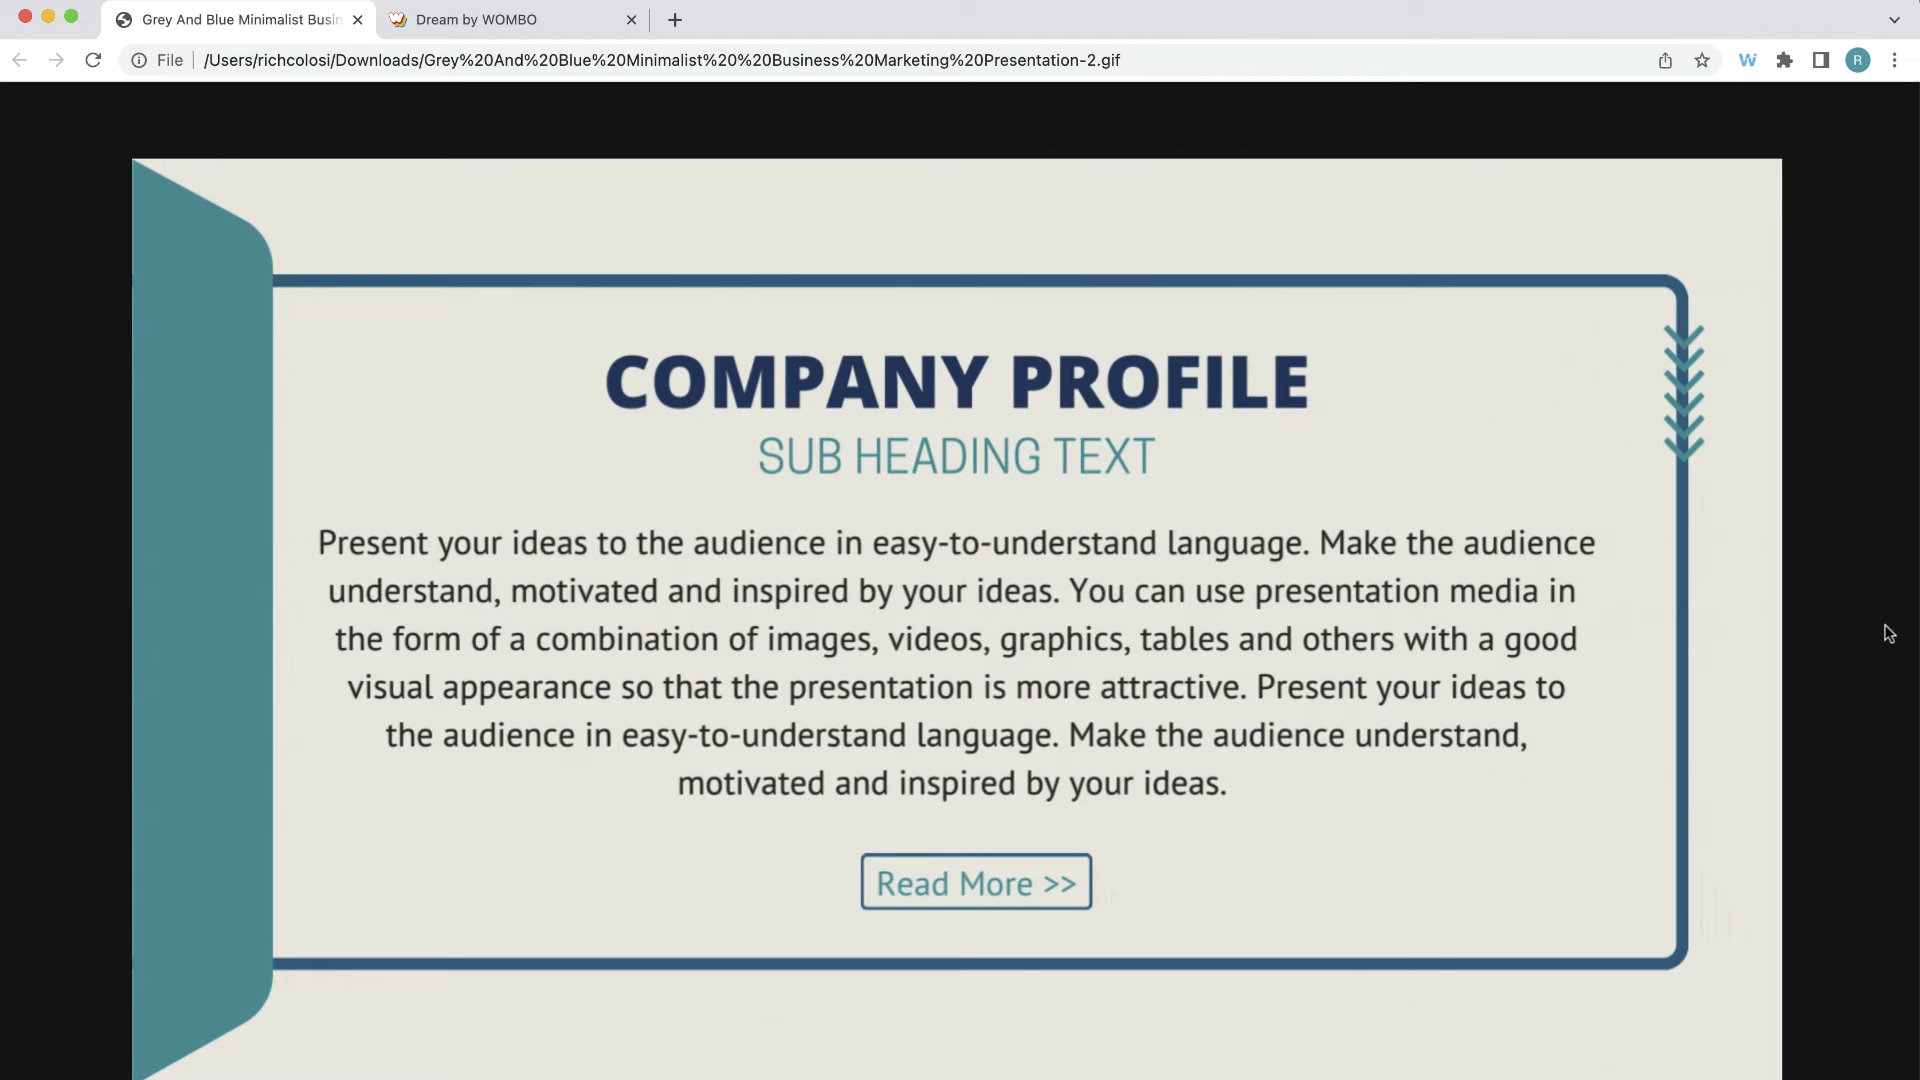 Grey And Blue Minimalist Busin
Dream by WOMBO
File
/Users/richcolosi/Downloads/Grey%20And%20Blue%20Minimalist%20%20Business%20Marketing%20Presentation-2.gif
W
R
COMPANY PROFILE
SUB HEADING TEXT
Present your ideas to the audience in easy-to-understand language. Make the audience
understand, motivated and inspired by your ideas. You can use presentation media in
the form of a combination of images, videos, graphics, tables and others with a good
visual appearance so that the presentation is more attractive. Present your ideas to
the audience in easy-to-understand language. Make the audience understand,
motivated and inspired by your ideas.
Read More >>